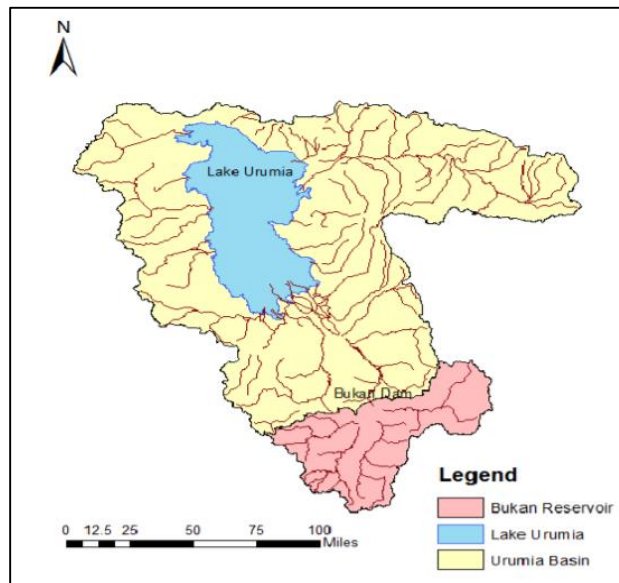 N
Lake Urumia
Bukan Dam
Legend
Bukan Reservoir
Lake Urumia
Urumia Basin
0 12.5 25 50 75 100
Miles